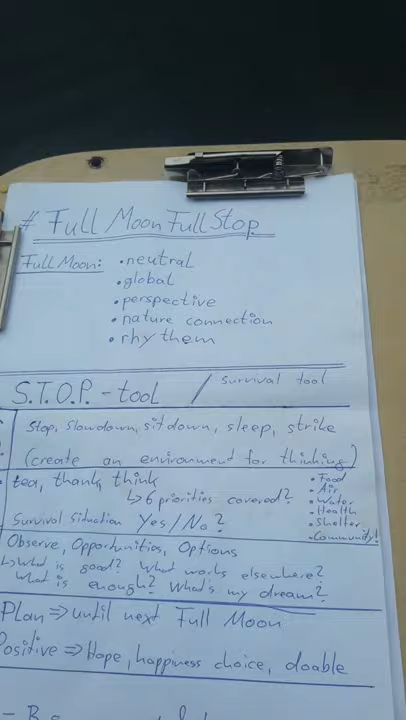 # Full Moon Full Stop
Full Moon: • neutral
• global
• perspective
• nature connection
• rhy them
S.T.O.P. - tool / survival tool
Stop, slowdown, sit down, sleep, strike
(create an environment for thinking)
tea, thank, think
↳ 6 priorities covered?
• Food
• Air
• Water
• Health
• Shelter
• Community!
Survival situation Yes/No?
Observe, Opportunities, Options
↳ What is good? What works elsewhere?
What is enough? What's my dream?
Plan ⇒ until next Full Moon
Positive ⇒ Hope, happiness choice, doable